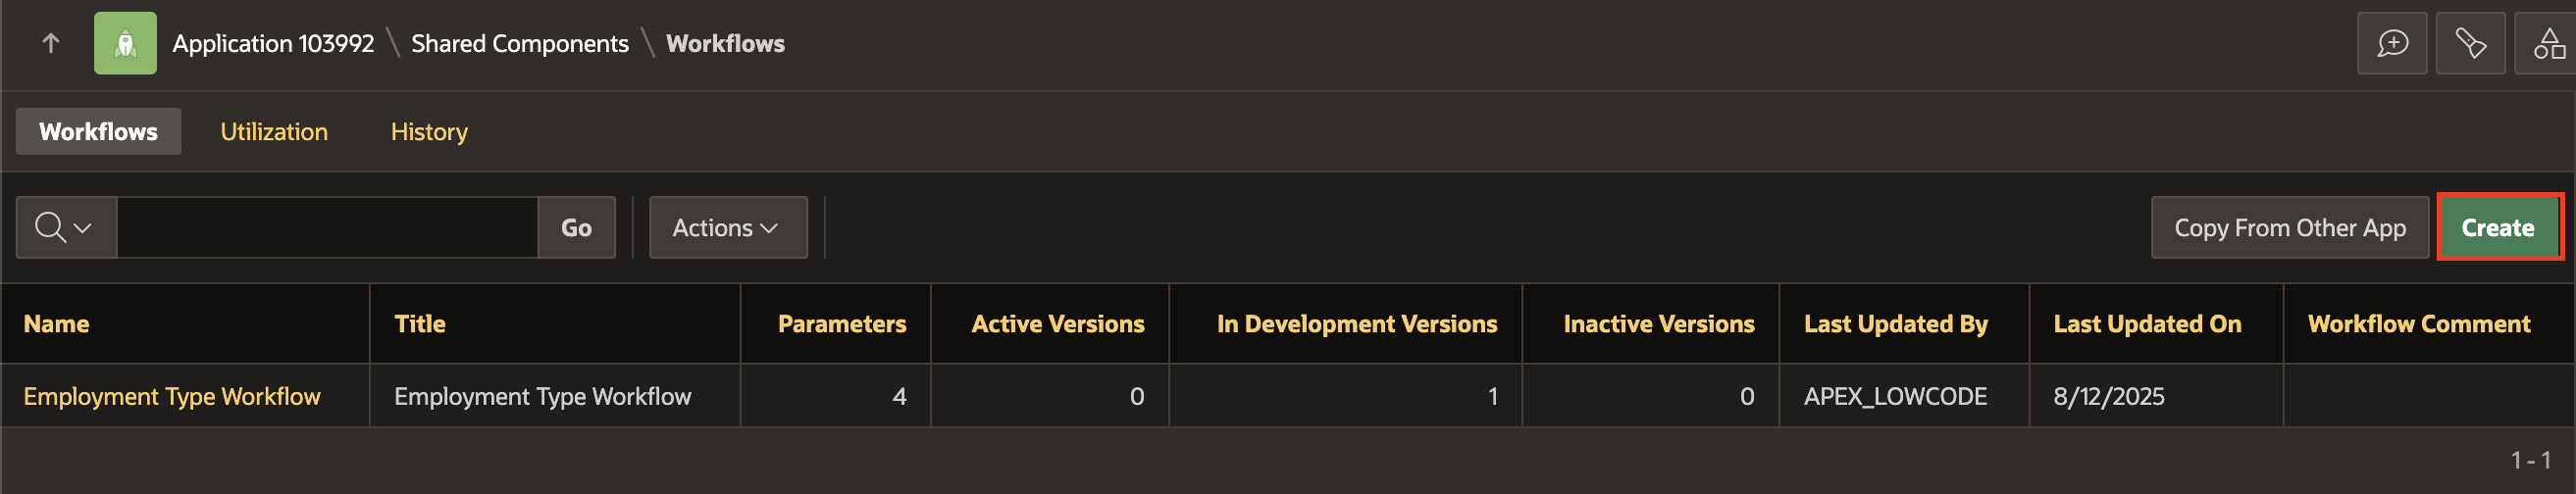 Application 103992 \ Shared Components \ Workflows
Workflows Utilization History
Go Actions Copy From Other App Create
Name Title Parameters Active Versions In Development Versions Inactive Versions Last Updated By Last Updated On Workflow Comment
Employment Type Workflow Employment Type Workflow 4 0 1 0 APEX_LOWCODE 8/12/2025
1 - 1